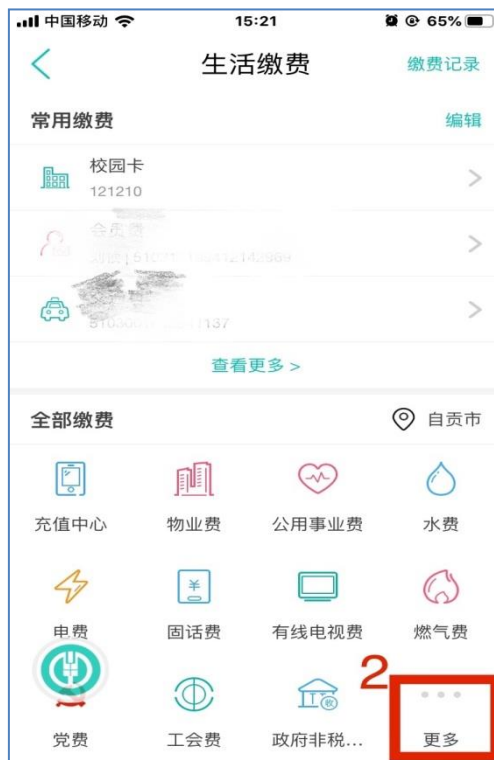 中国移动 15:21 65%
生活缴费 缴费记录
常用缴费 编辑
校园卡
121210
查看更多 >
全部缴费 自贡市
充值中心 物业费 公用事业费 水费
电费 固话费 有线电视费 燃气费
2
党费 工会费 政府非税... 更多